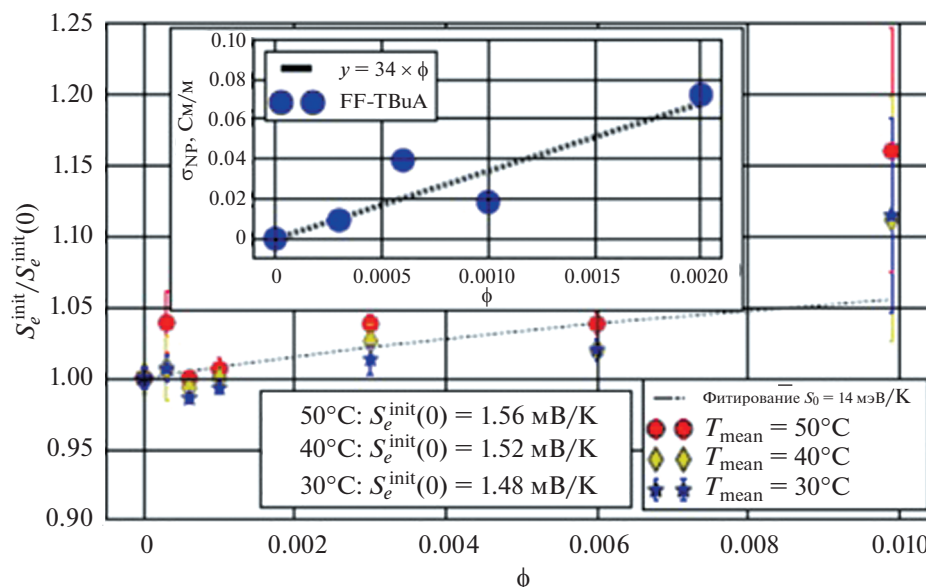 S_e^init/S_e^init(0)
1.25
1.20
1.15
1.10
1.05
1.00
0.95
0.90
0
0.002
0.004
0.006
0.008
0.010
ϕ
σ_NP, См/м
0.10
0.08
0.06
0.04
0.02
0
0
0.0005
0.0010
0.0015
0.0020
ϕ
y = 34 × ϕ
FF-TBuA
50°C: S_e^init(0) = 1.56 мВ/K
40°C: S_e^init(0) = 1.52 мВ/K
30°C: S_e^init(0) = 1.48 мВ/K
Фитирование S̅_0 = 14 мэВ/K
T_mean = 50°C
T_mean = 40°C
T_mean = 30°C